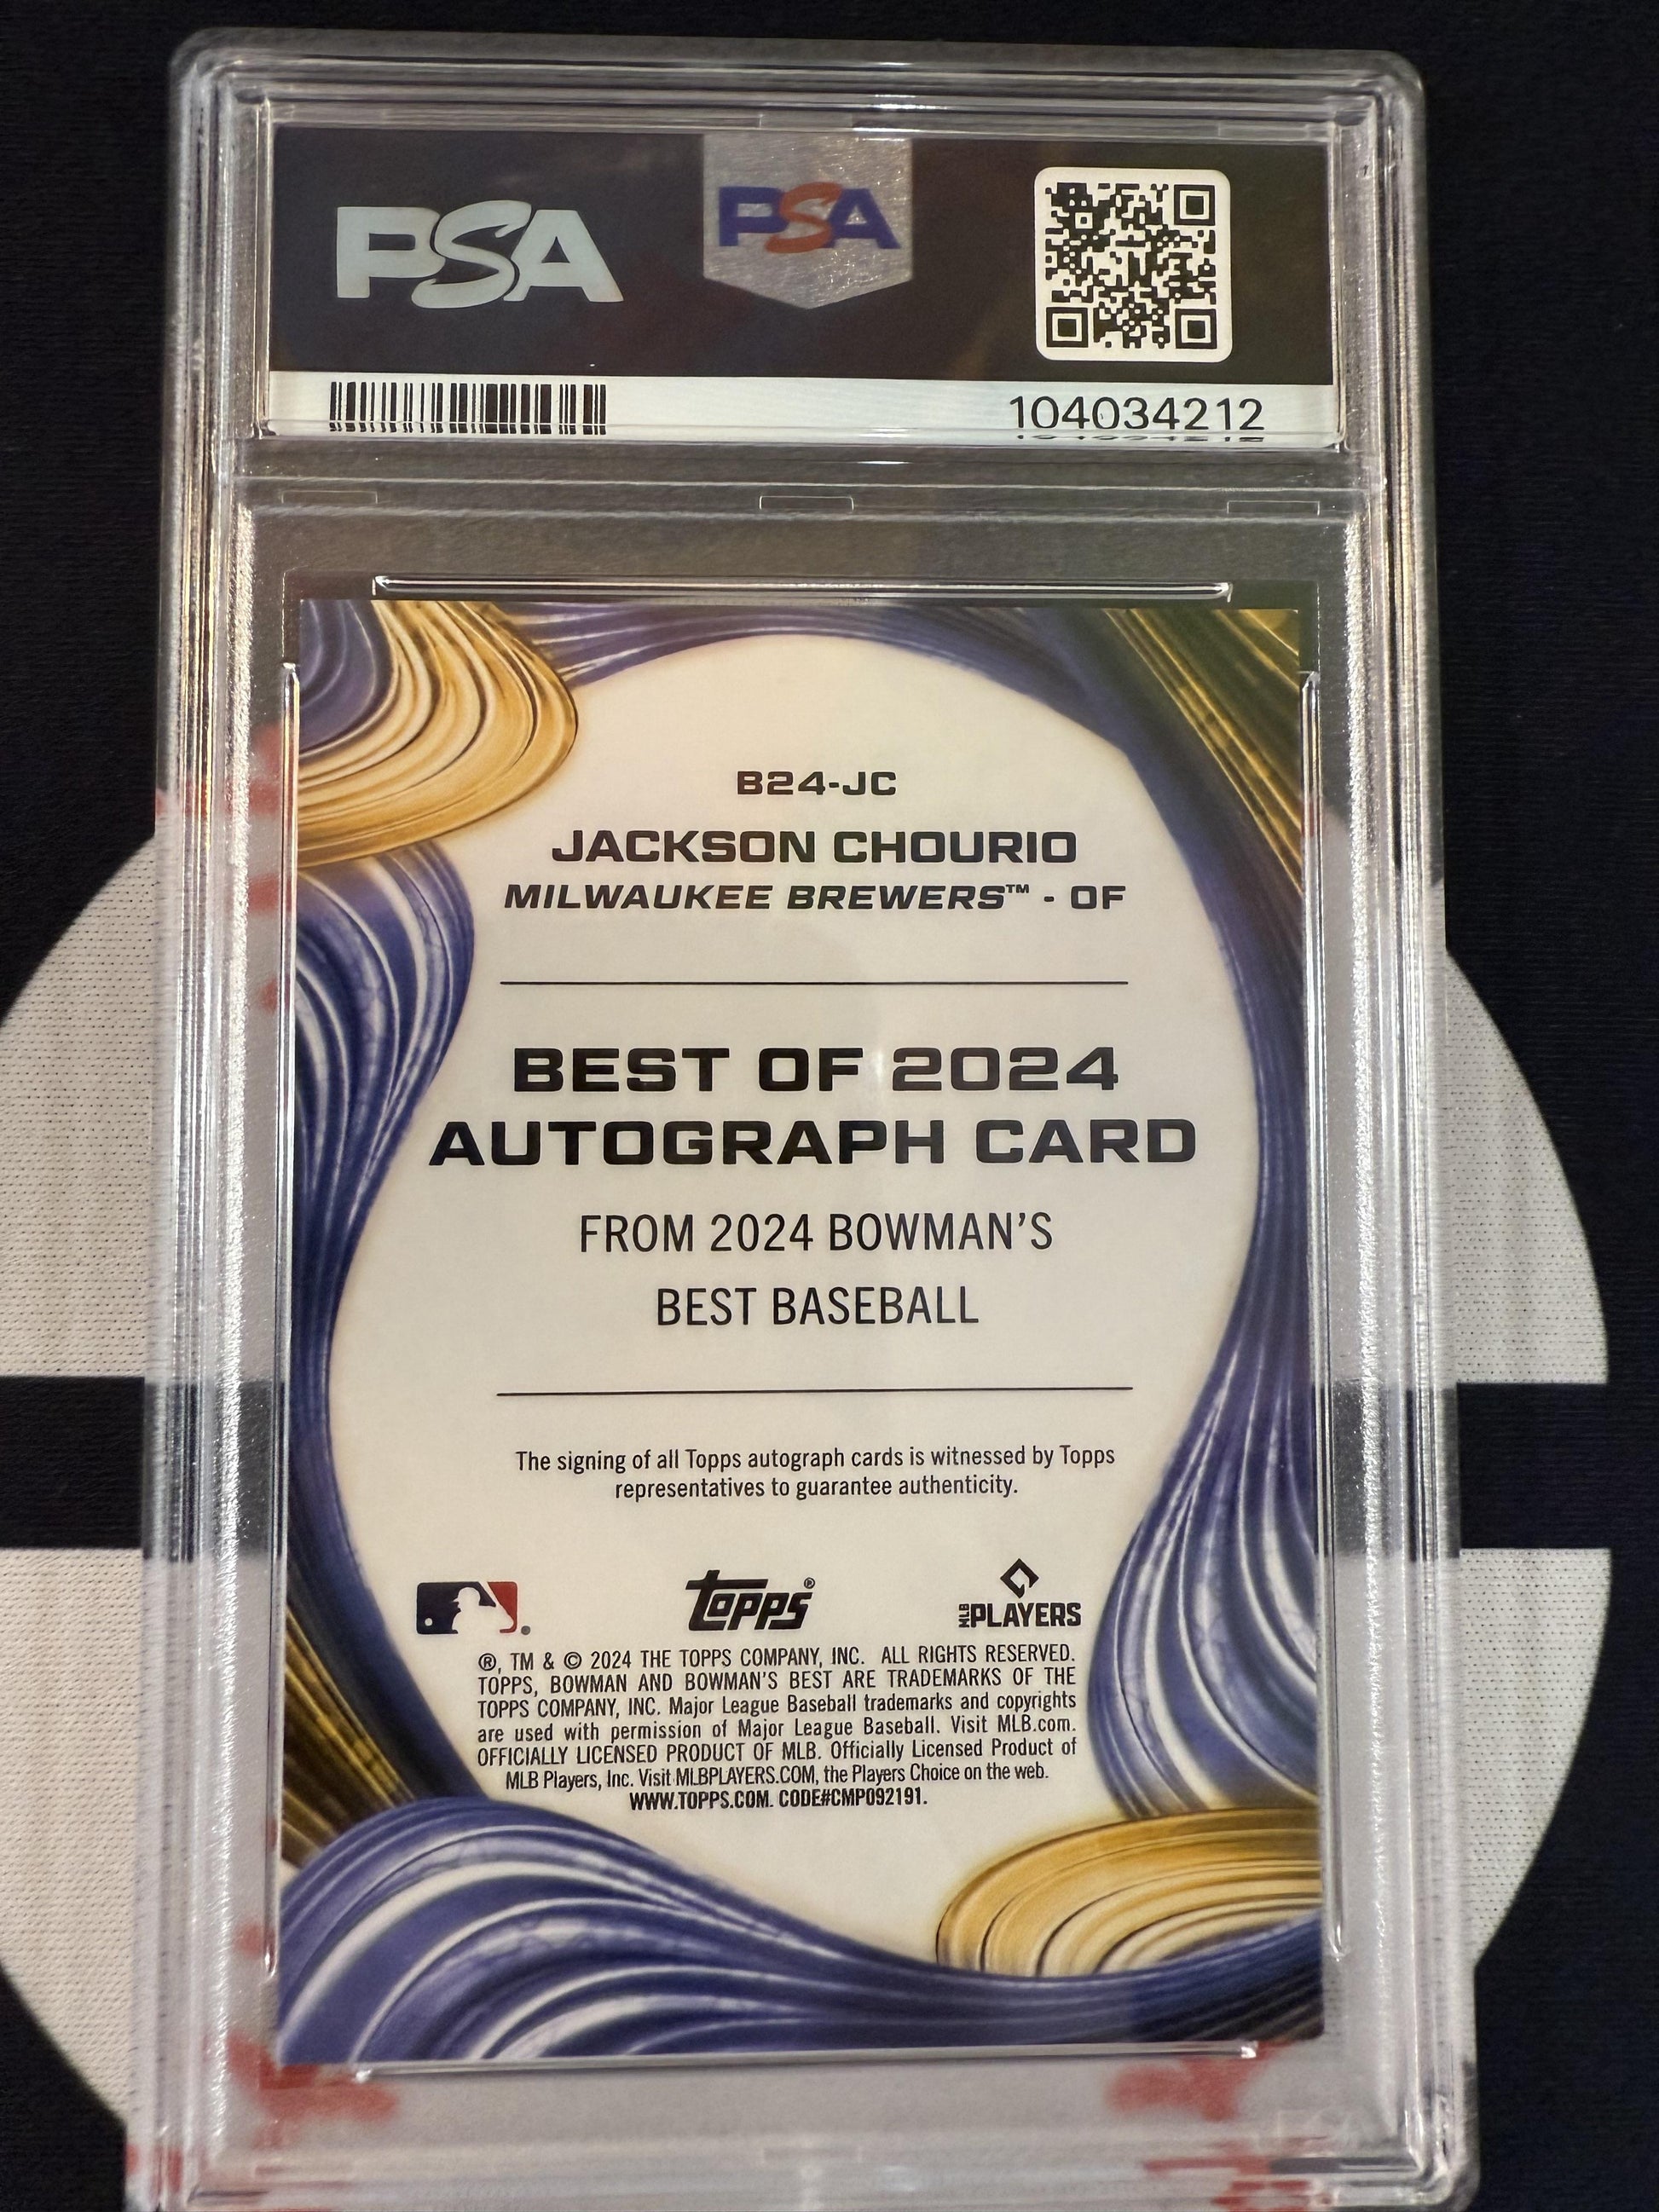 PSA
PSA
104034212
B24-JC
JACKSON CHOURIO
MILWAUKEE BREWERS™ - OF
BEST OF 2024
AUTOGRAPH CARD
FROM 2024 BOWMAN'S
BEST BASEBALL
The signing of all Topps autograph cards is witnessed by Topps
representatives to guarantee authenticity.
topps®
MLB PLAYERS
®, TM & © 2024 THE TOPPS COMPANY, INC. ALL RIGHTS RESERVED.
TOPPS, BOWMAN AND BOWMAN'S BEST ARE TRADEMARKS OF THE
TOPPS COMPANY, INC. Major League Baseball trademarks and copyrights
are used with permission of Major League Baseball. Visit MLB.com.
OFFICIALLY LICENSED PRODUCT OF MLB. Officially Licensed Product of
MLB Players, Inc. Visit MLBPLAYERS.COM, the Players Choice on the web.
WWW.TOPPS.COM. CODE#CMP092191.